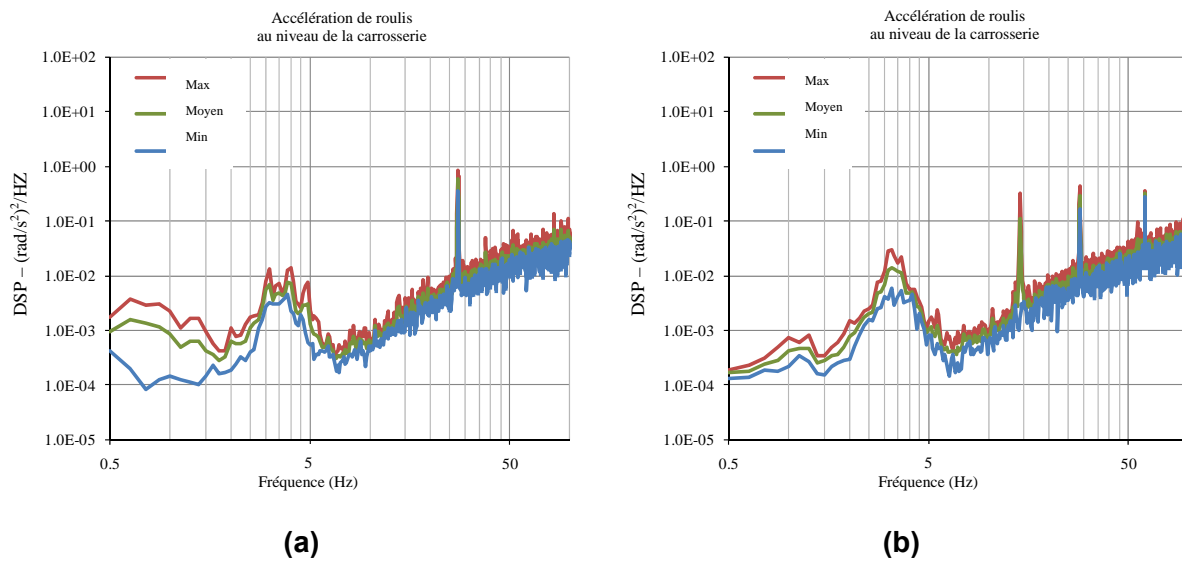 Accélération de roulis
au niveau de la carrosserie
1.0E+02
1.0E+01
1.0E+00
1.0E-01
1.0E-02
1.0E-03
1.0E-04
1.0E-05
DSP – (rad/s²)²/HZ
Max
Moyen
Min
0.5
5
50
Fréquence (Hz)
(a)
Accélération de roulis
au niveau de la carrosserie
1.0E+02
1.0E+01
1.0E+00
1.0E-01
1.0E-02
1.0E-03
1.0E-04
1.0E-05
DSP – (rad/s⁻²)²/HZ
Max
Moyen
Min
0.5
5
50
Fréquence (Hz)
(b)